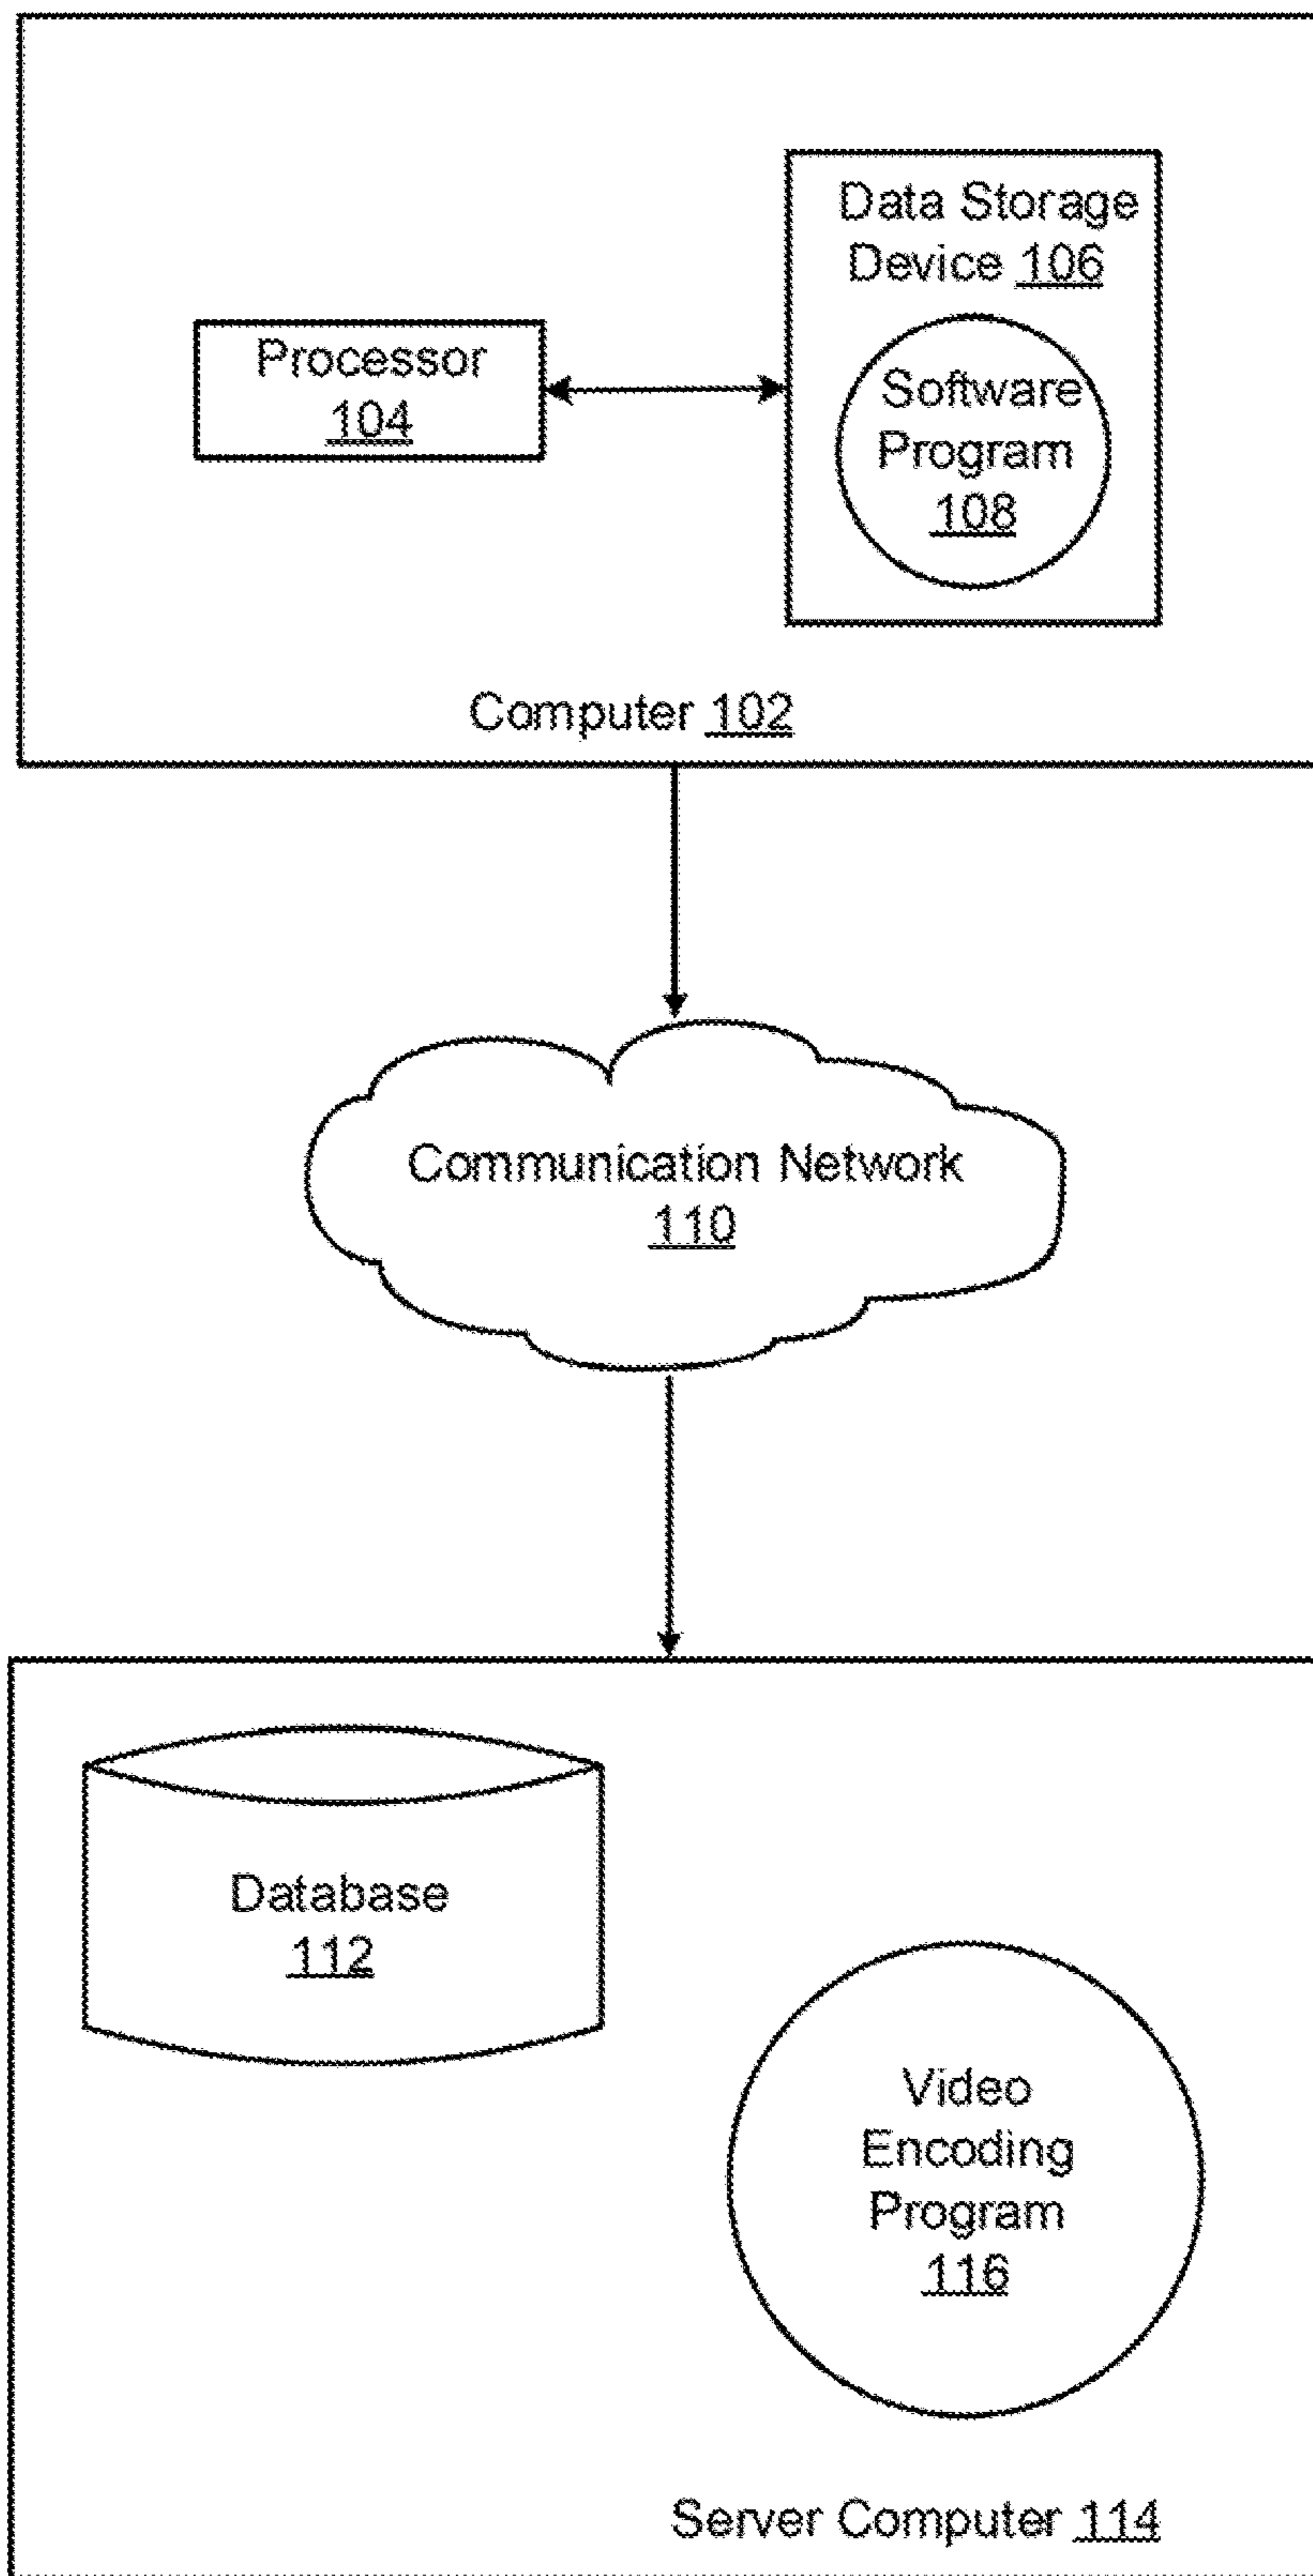 Data Storage
Device 106
Processor
104
Software
Program
108
Computer 102
Communication Network
110
Database
112
Video
Encoding
Program
116
Server Computer 114